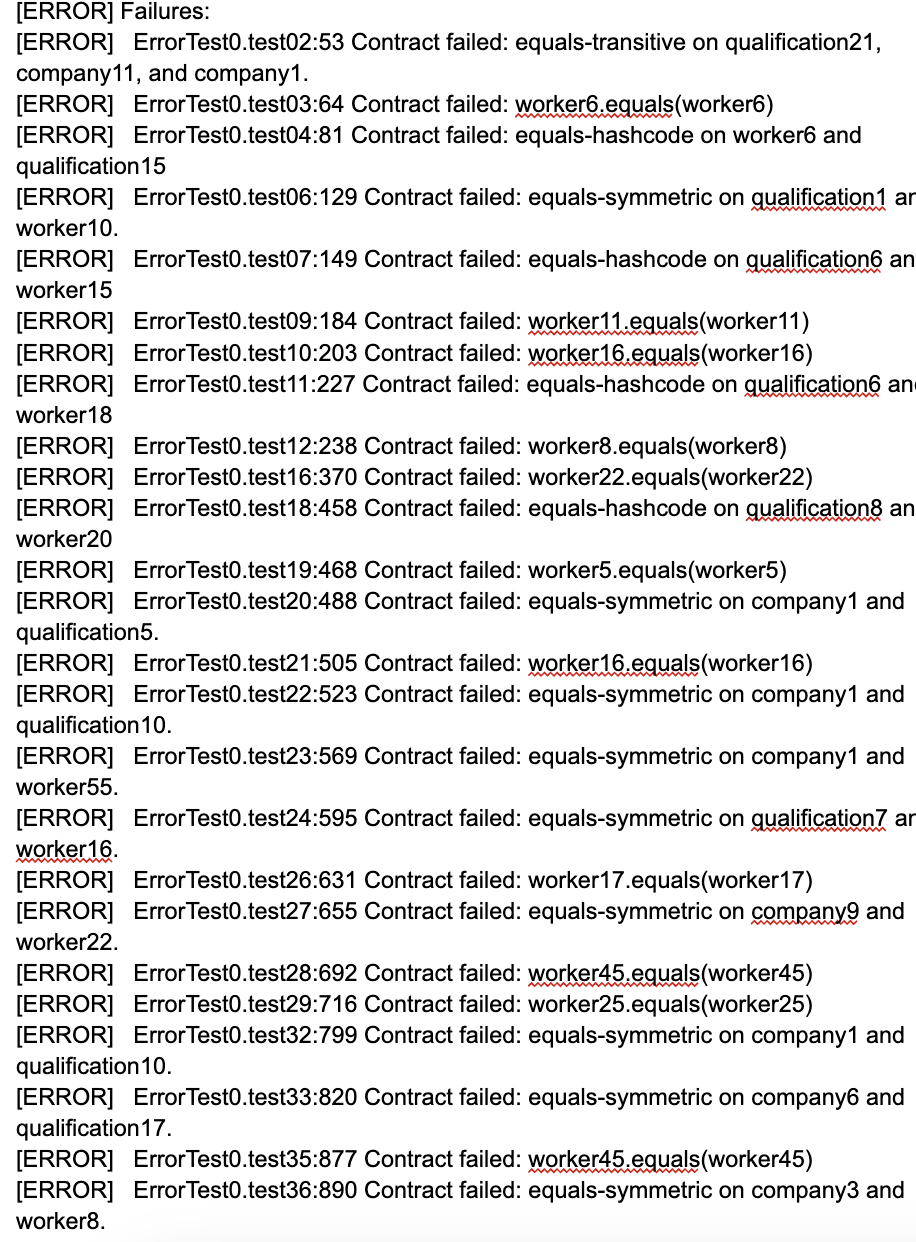 [ERROR] Failures:
[ERROR]   ErrorTest0.test02:53 Contract failed: equals-transitive on qualification21,
company11, and company1.
[ERROR]   ErrorTest0.test03:64 Contract failed: worker6.equals(worker6)
[ERROR]   ErrorTest0.test04:81 Contract failed: equals-hashcode on worker6 and
qualification15
[ERROR]   ErrorTest0.test06:129 Contract failed: equals-symmetric on qualification1
worker10.
[ERROR]   ErrorTest0.test07:149 Contract failed: equals-hashcode on qualification6
worker15
[ERROR]   ErrorTest0.test09:184 Contract failed: worker11.equals(worker11)
[ERROR]   ErrorTest0.test10:203 Contract failed: worker16.equals(worker16)
[ERROR]   ErrorTest0.test11:227 Contract failed: equals-hashcode on qualification6
worker18
[ERROR]   ErrorTest0.test12:238 Contract failed: worker8.equals(worker8)
[ERROR]   ErrorTest0.test16:370 Contract failed: worker22.equals(worker22)
[ERROR]   ErrorTest0.test18:458 Contract failed: equals-hashcode on qualification8
worker20
[ERROR]   ErrorTest0.test19:468 Contract failed: worker5.equals(worker5)
[ERROR]   ErrorTest0.test20:488 Contract failed: equals-symmetric on company1 and
qualification5.
[ERROR]   ErrorTest0.test21:505 Contract failed: worker16.equals(worker16)
[ERROR]   ErrorTest0.test22:523 Contract failed: equals-symmetric on company1 and
qualification10.
[ERROR]   ErrorTest0.test23:569 Contract failed: equals-symmetric on company1 and
worker55.
[ERROR]   ErrorTest0.test24:595 Contract failed: equals-symmetric on qualification7
worker16.
[ERROR]   ErrorTest0.test26:631 Contract failed: worker17.equals(worker17)
[ERROR]   ErrorTest0.test27:655 Contract failed: equals-symmetric on company9 and
worker22.
[ERROR]   ErrorTest0.test28:692 Contract failed: worker45.equals(worker45)
[ERROR]   ErrorTest0.test29:716 Contract failed: worker25.equals(worker25)
[ERROR]   ErrorTest0.test32:799 Contract failed: equals-symmetric on company1 and
qualification10.
[ERROR]   ErrorTest0.test33:820 Contract failed: equals-symmetric on company6 and
qualification17.
[ERROR]   ErrorTest0.test35:877 Contract failed: worker45.equals(worker45)
[ERROR]   ErrorTest0.test36:890 Contract failed: equals-symmetric on company3 and
worker8.